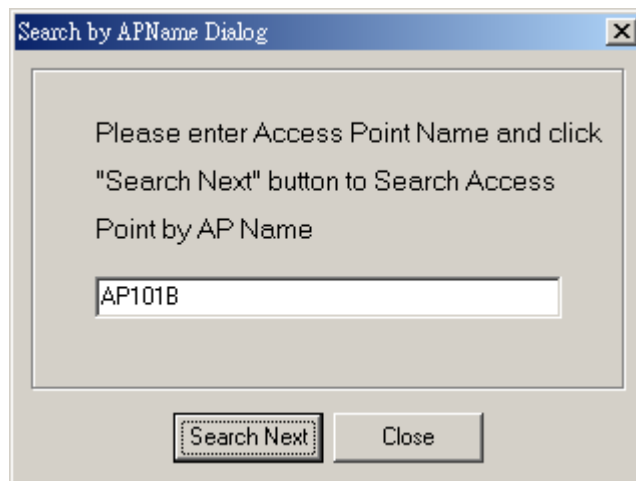 Search by APName Dialog
Please enter Access Point Name and click
"Search Next" button to Search Access
Point by AP Name
AP101B
Search Next Close